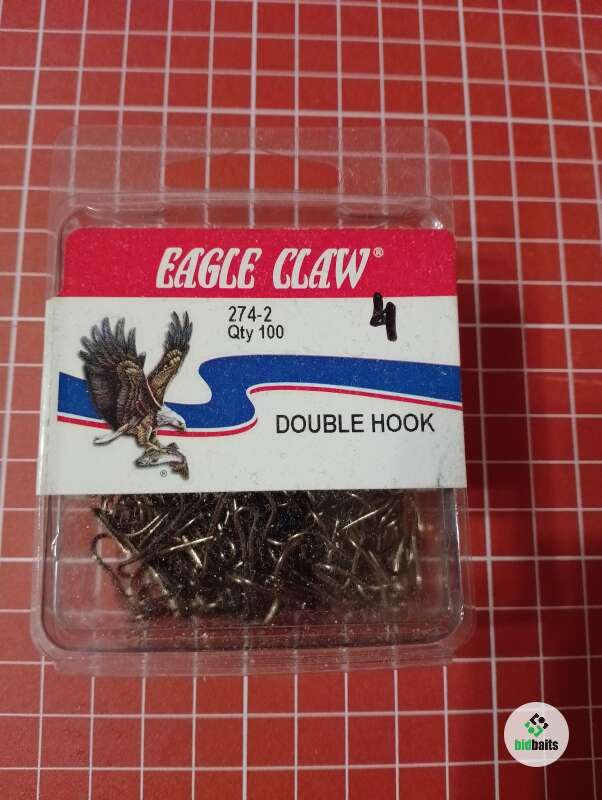 EAGLE CLAW®
274-2
Qty 100
4
DOUBLE HOOK
®
bidbaits